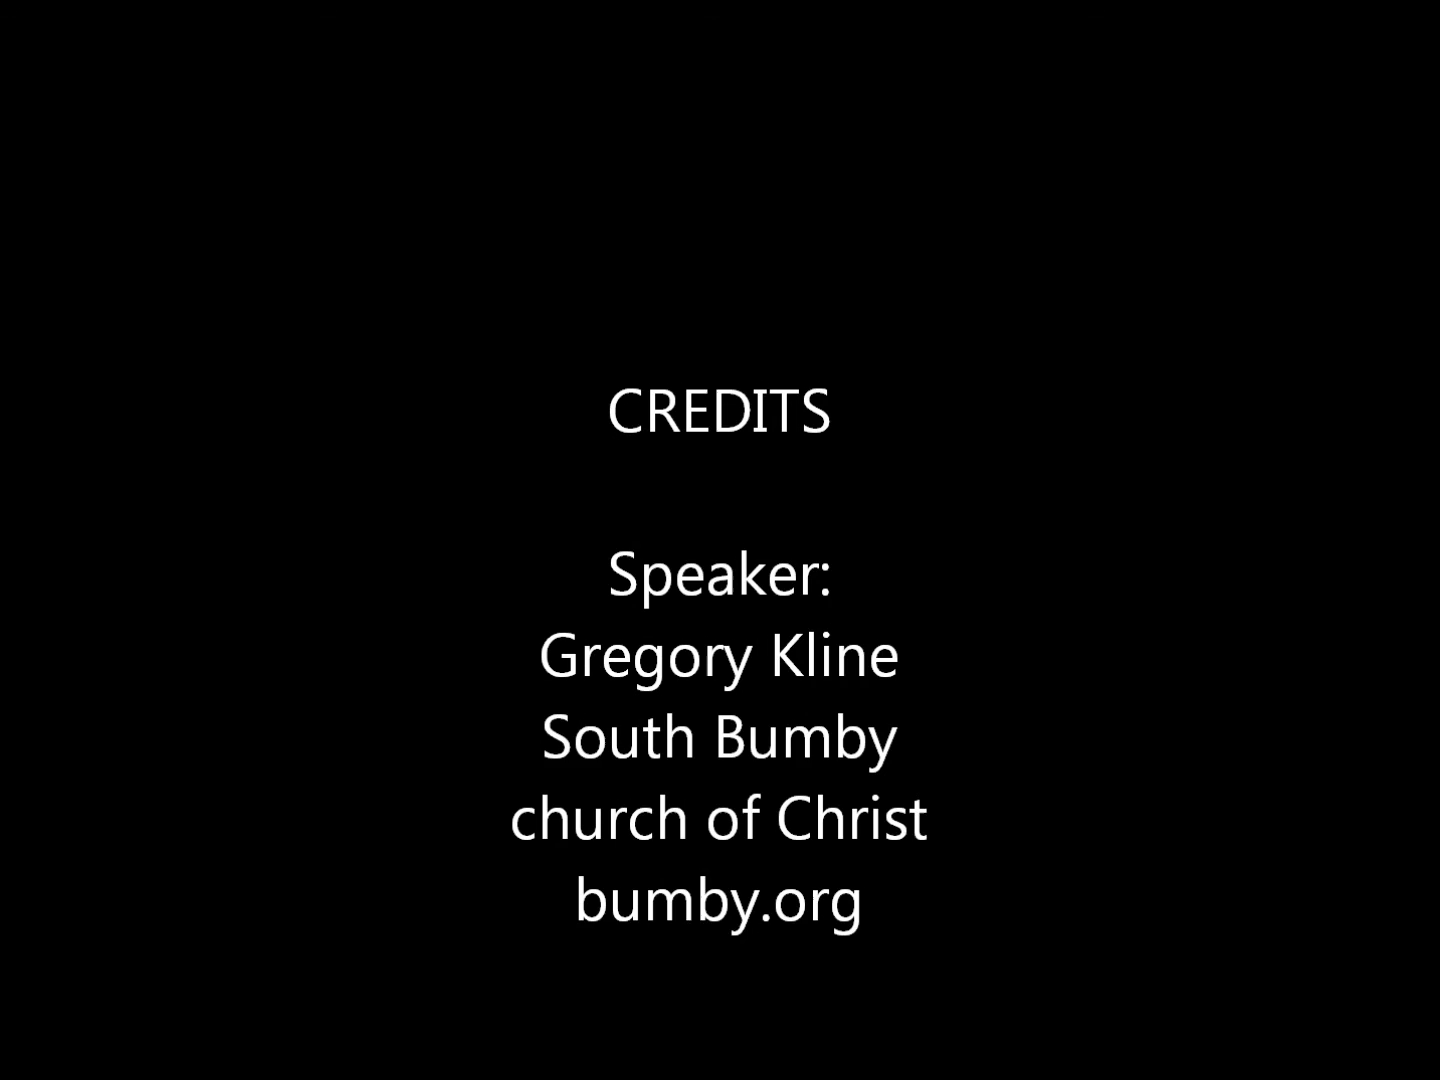 CREDITS
Speaker:
Gregory Kline
South Bumby
church of Christ
bumby.org